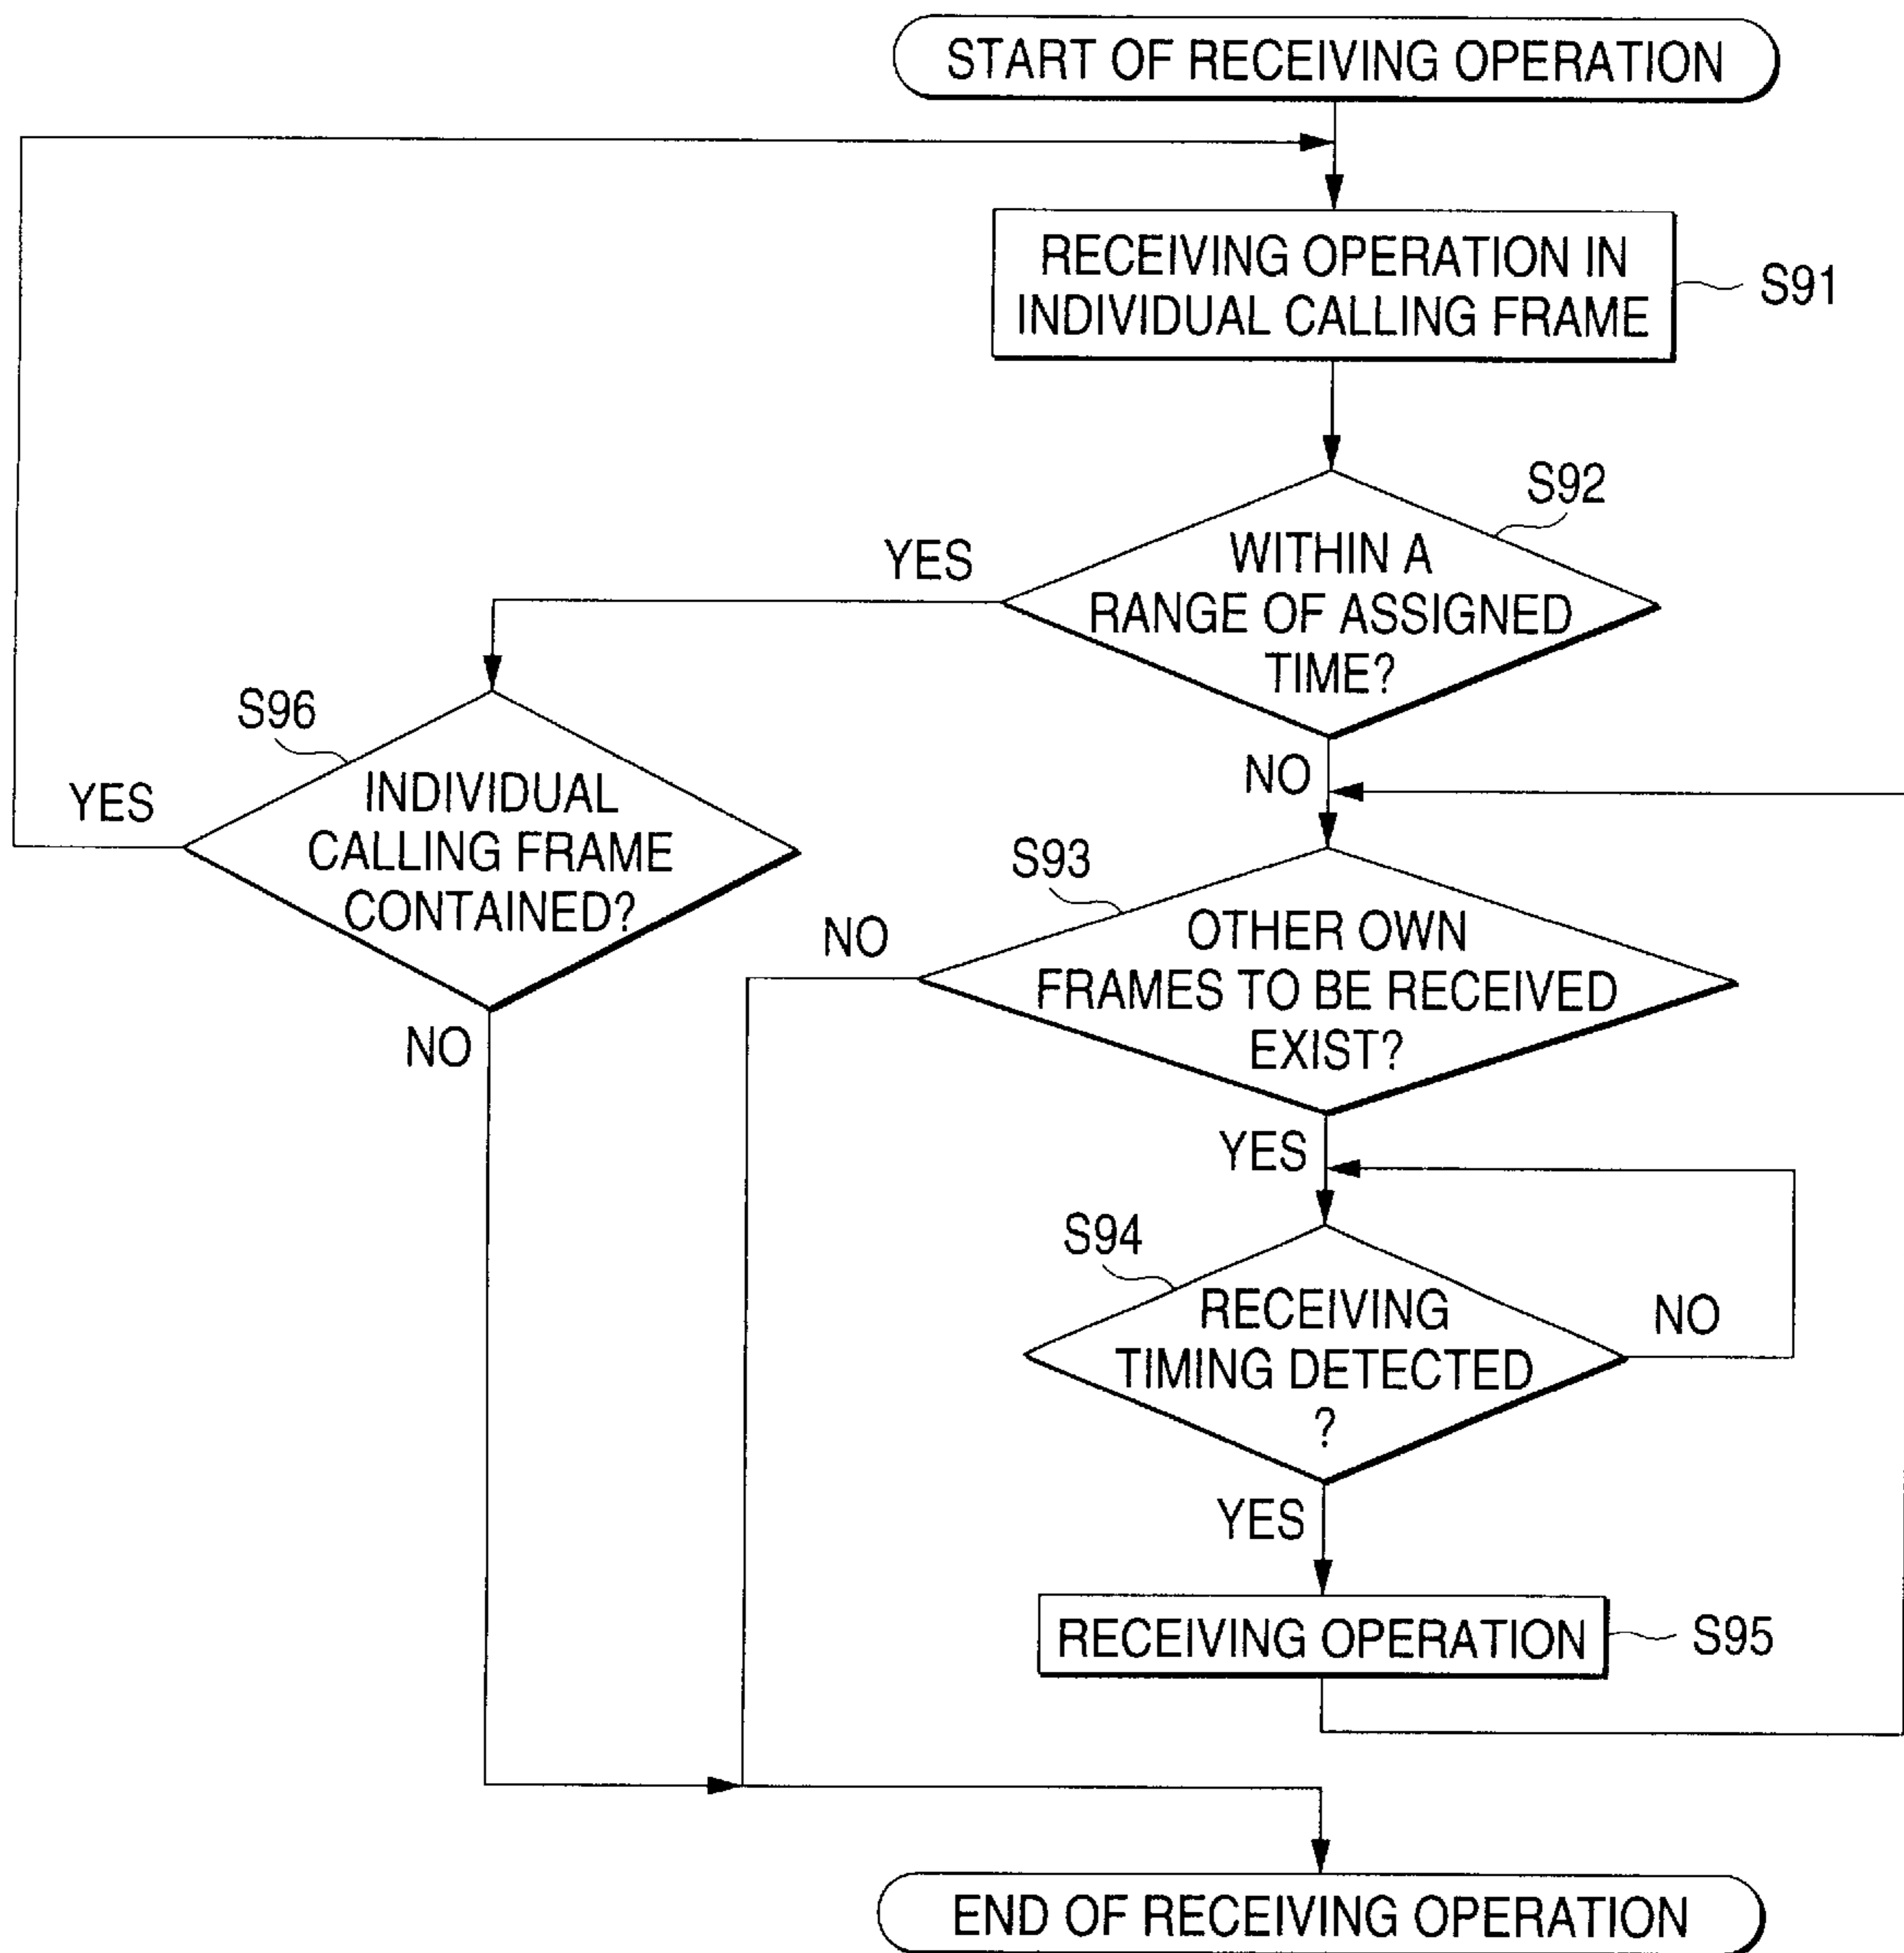 START OF RECEIVING OPERATION
RECEIVING OPERATION IN
INDIVIDUAL CALLING FRAME
S91
S92
YES
WITHIN A
RANGE OF ASSIGNED
TIME?
NO
S96
YES
INDIVIDUAL
CALLING FRAME
CONTAINED?
NO
S93
NO
OTHER OWN
FRAMES TO BE RECEIVED
EXIST?
YES
S94
RECEIVING
TIMING DETECTED
?
NO
YES
RECEIVING OPERATION
S95
END OF RECEIVING OPERATION